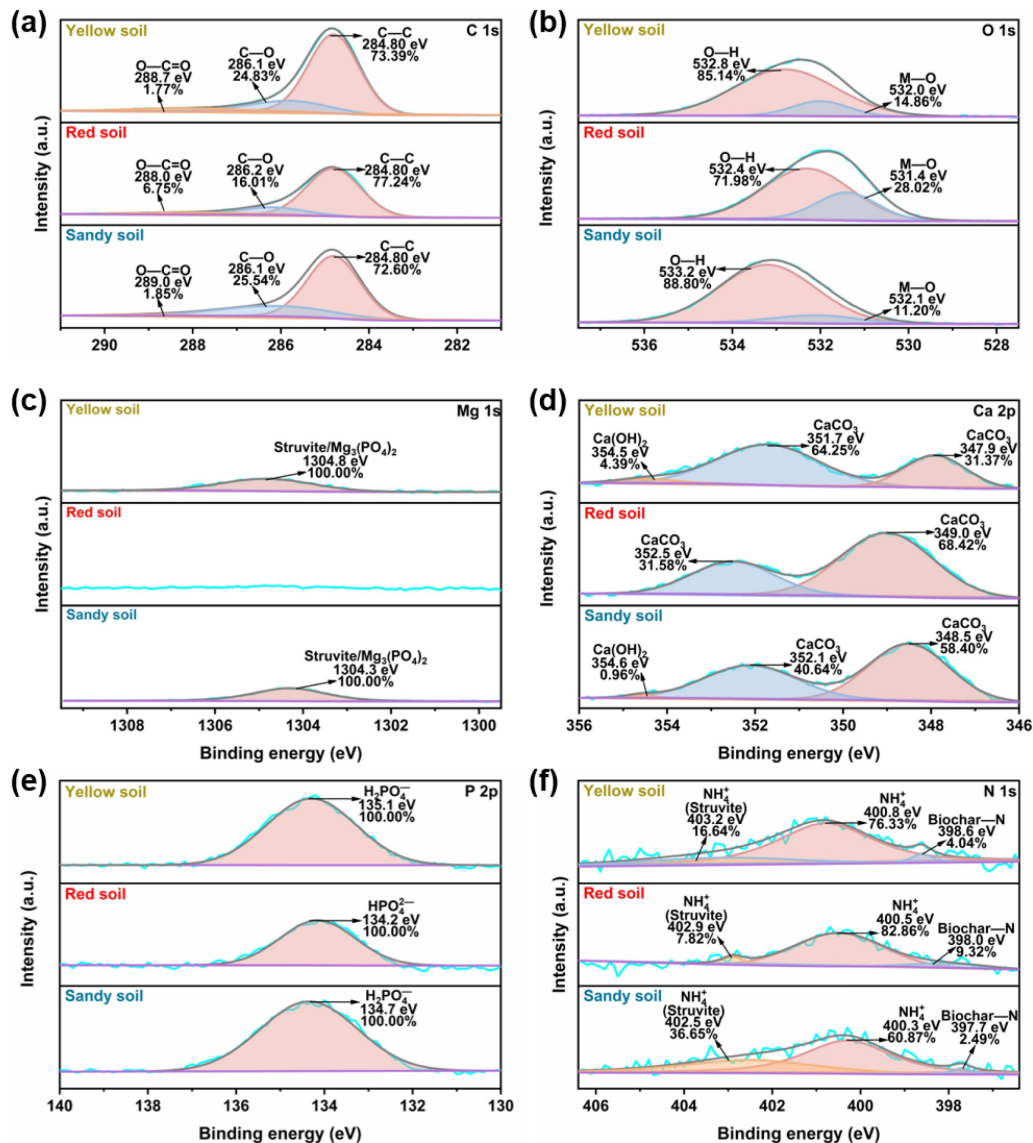 (a)
Yellow soil
C 1s
C—C
284.80 eV
73.39%
C—O
286.1 eV
24.83%
O—C=O
288.7 eV
1.77%
Red soil
C—C
284.80 eV
77.24%
C—O
286.2 eV
16.01%
O—C=O
288.0 eV
6.75%
Sandy soil
C—C
284.80 eV
72.60%
C—O
286.1 eV
25.54%
O—C=O
289.0 eV
1.85%
Intensity (a.u.)
290 288 286 284 282
(b)
Yellow soil
O 1s
O—H
532.8 eV
85.14%
M—O
532.0 eV
14.86%
Red soil
O—H
532.4 eV
71.98%
M—O
531.4 eV
28.02%
Sandy soil
O—H
533.2 eV
88.80%
M—O
532.1 eV
11.20%
Intensity (a.u.)
536 534 532 530 528
(c)
Yellow soil
Mg 1s
Struvite/Mg₃(PO₄)₂
1304.8 eV
100.00%
Red soil
Sandy soil
Struvite/Mg₃(PO₄)₂
1304.3 eV
100.00%
Intensity (a.u.)
1308 1305 1302 1300
Binding energy (eV)
(d)
Yellow soil
Ca 2p
Ca(OH)₂
354.5 eV
4.39%
CaCO₃
351.7 eV
64.25%
CaCO₃
347.9 eV
31.37%
Red soil
CaCO₃
352.5 eV
31.58%
CaCO₃
349.0 eV
68.42%
Sandy soil
Ca(OH)₂
354.6 eV
0.96%
CaCO₃
352.1 eV
40.64%
CaCO₃
348.5 eV
58.40%
Intensity (a.u.)
356 354 352 350 348 346
Binding energy (eV)
(e)
Yellow soil
P 2p
H₂PO₄⁻
135.1 eV
100.00%
Red soil
HPO₄²⁻
134.2 eV
100.00%
Sandy soil
H₂PO₄⁻
134.7 eV
100.00%
Intensity (a.u.)
140 138 136 134 132 130
Binding energy (eV)
(f)
Yellow soil
N 1s
NH₄⁺
(Struvite)
403.2 eV
16.64%
NH₄⁺
400.8 eV
76.33%
Biochar—N
398.6 eV
4.04%
Red soil
NH₄⁺
(Struvite)
402.9 eV
7.82%
NH₄⁺
400.5 eV
82.86%
Biochar—N
398.0 eV
9.32%
Sandy soil
NH₄⁺
(Struvite)
402.5 eV
36.65%
NH₄⁺
400.3 eV
60.87%
Biochar—N
397.7 eV
2.49%
Intensity (a.u.)
406 404 402 400 398
Binding energy (eV)